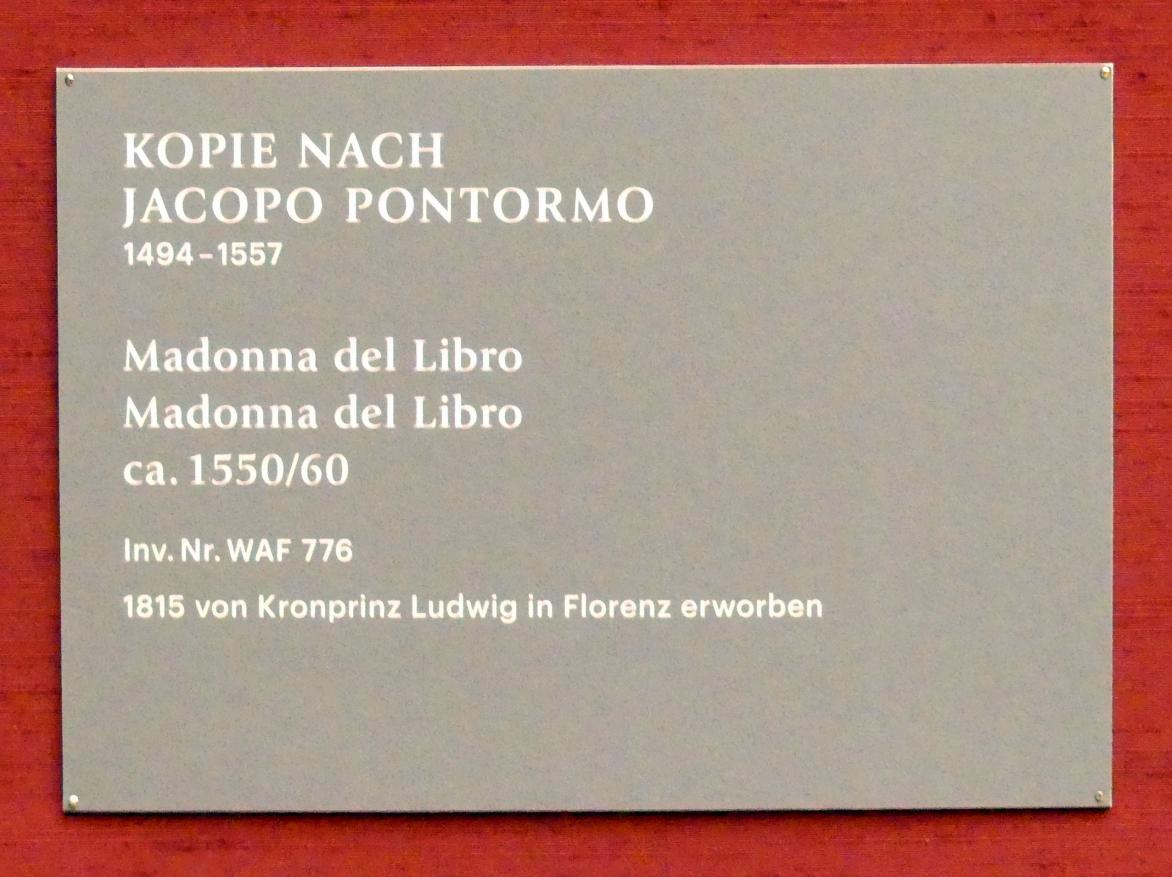 KOPIE NACH
JACOPO PONTORMO
1494–1557
Madonna del Libro
Madonna del Libro
ca. 1550/60
Inv. Nr. WAF 776
1815 von Kronprinz Ludwig in Florenz erworben